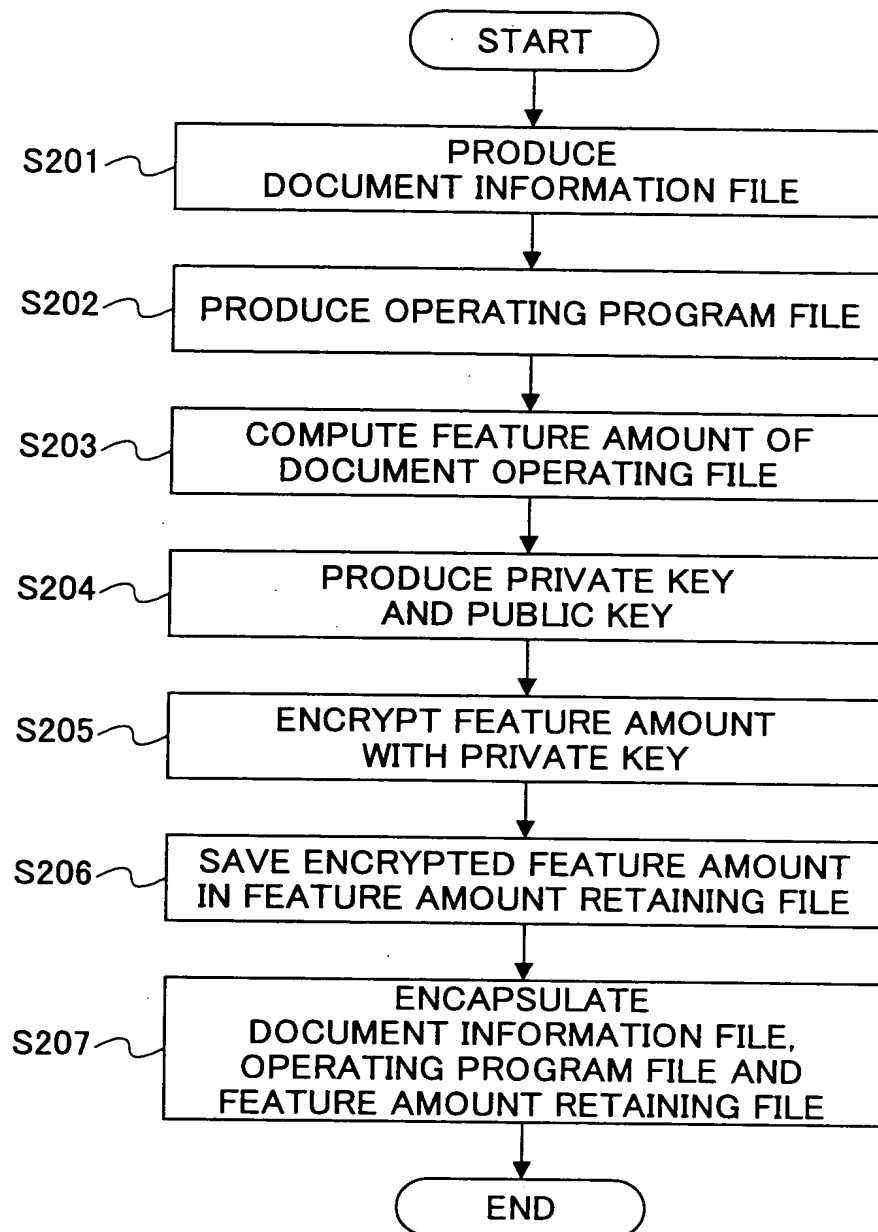 START
S201
PRODUCE
DOCUMENT INFORMATION FILE
S202
PRODUCE OPERATING PROGRAM FILE
S203
COMPUTE FEATURE AMOUNT OF
DOCUMENT OPERATING FILE
S204
PRODUCE PRIVATE KEY
AND PUBLIC KEY
S205
ENCRYPT FEATURE AMOUNT
WITH PRIVATE KEY
S206
SAVE ENCRYPTED FEATURE AMOUNT
IN FEATURE AMOUNT RETAINING FILE
S207
ENCAPSULATE
DOCUMENT INFORMATION FILE,
OPERATING PROGRAM FILE AND
FEATURE AMOUNT RETAINING FILE
END